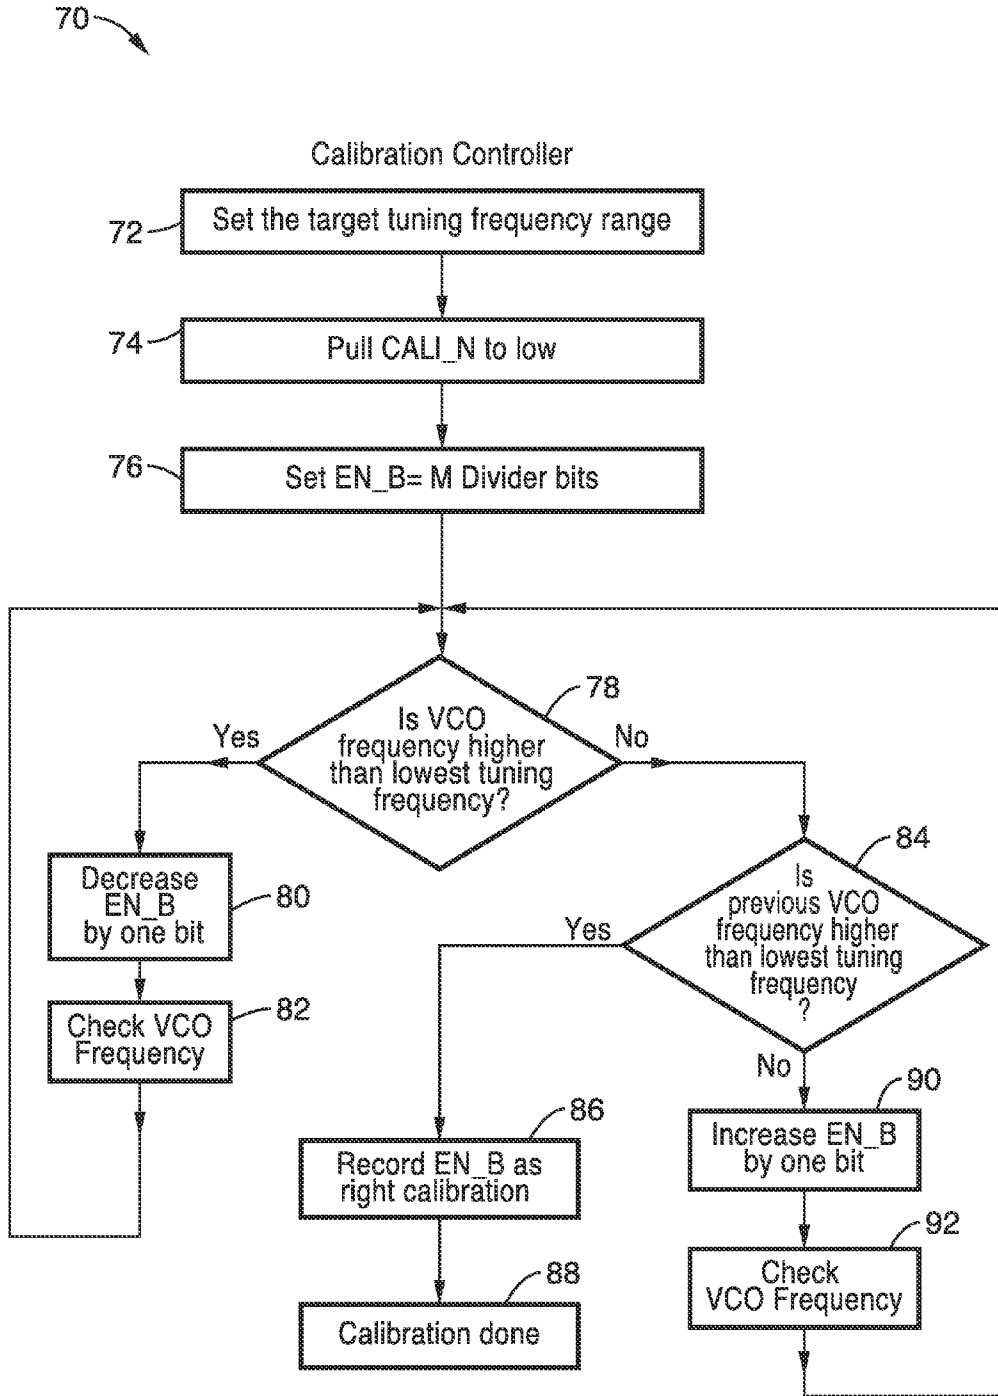 70
Calibration Controller
72
Set the target tuning frequency range
74
Pull CALI_N to low
76
Set EN_B= M Divider bits
78
Is VCO
frequency higher
than lowest tuning
frequency?
Yes
No
80
Decrease
EN_B
by one bit
82
Check VCO
Frequency
84
Is
previous VCO
frequency higher
than lowest tuning
frequency
?
Yes
No
86
Record EN_B as
right calibration
88
Calibration done
90
Increase EN_B
by one bit
92
Check
VCO Frequency